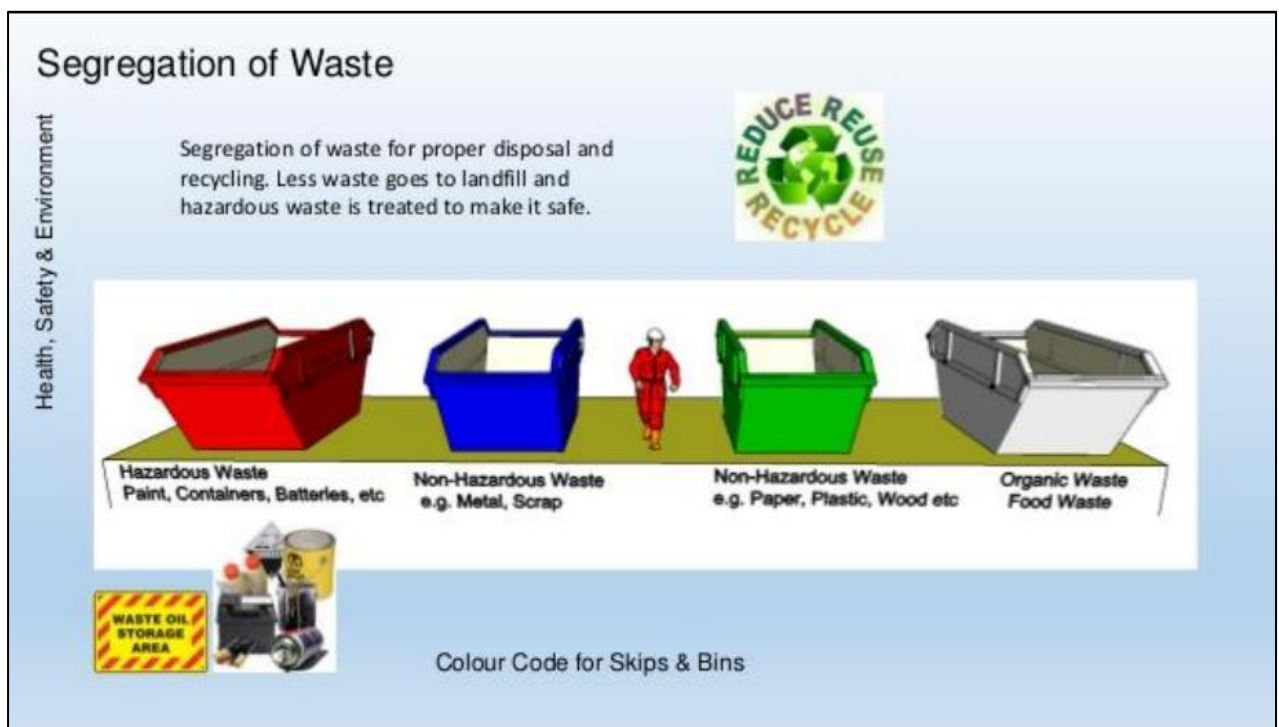 Segregation of Waste
Health, Safety & Environment
Segregation of waste for proper disposal and
recycling. Less waste goes to landfill and
hazardous waste is treated to make it safe.
REDUCE REUSE
RECYCLE
Hazardous Waste
Paint, Containers, Batteries, etc
Non-Hazardous Waste
e.g. Metal, Scrap
Non-Hazardous Waste
e.g. Paper, Plastic, Wood etc
Organic Waste
Food Waste
WASTE OIL
STORAGE
AREA
Colour Code for Skips & Bins